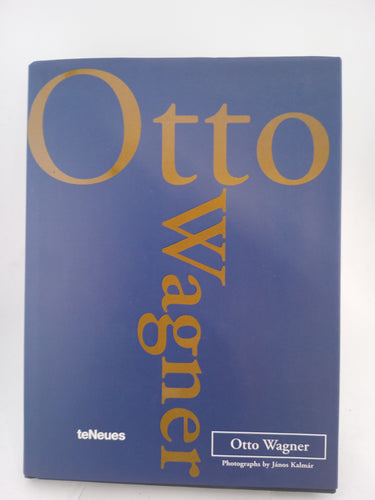 Otto
Wagner
teNeues
Otto Wagner
Photographs by János Kalmár